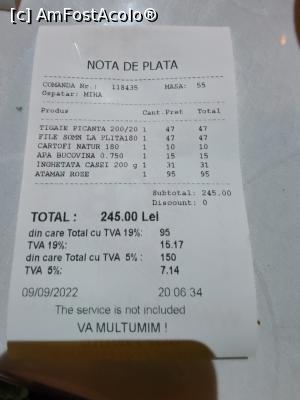 [c] AmFostAcolo®
NOTA DE PLATA
COMANDA Nr.: 118435 MASA: 55
Ospatar: MIHA
Produs Cant. Pret Total
TIGAIE PICANTA 200/20 1 47 47
FILE SOMN LA PLITA180 1 47 47
CARTOFI NATUR 180 1 10 10
APA BUCOVINA 0.750 1 15 15
INGHETATA CASEI 200 g 1 31 31
ATAMAN ROSE 1 95 95
Subtotal: 245.00
Discount: 0
TOTAL : 245.00 Lei
din care Total cu TVA 19%: 95
TVA 19%: 15.17
din care Total cu TVA 5% : 150
TVA 5%: 7.14
09/09/2022 20:06:34
The service is not included
VA MULTUMIM !